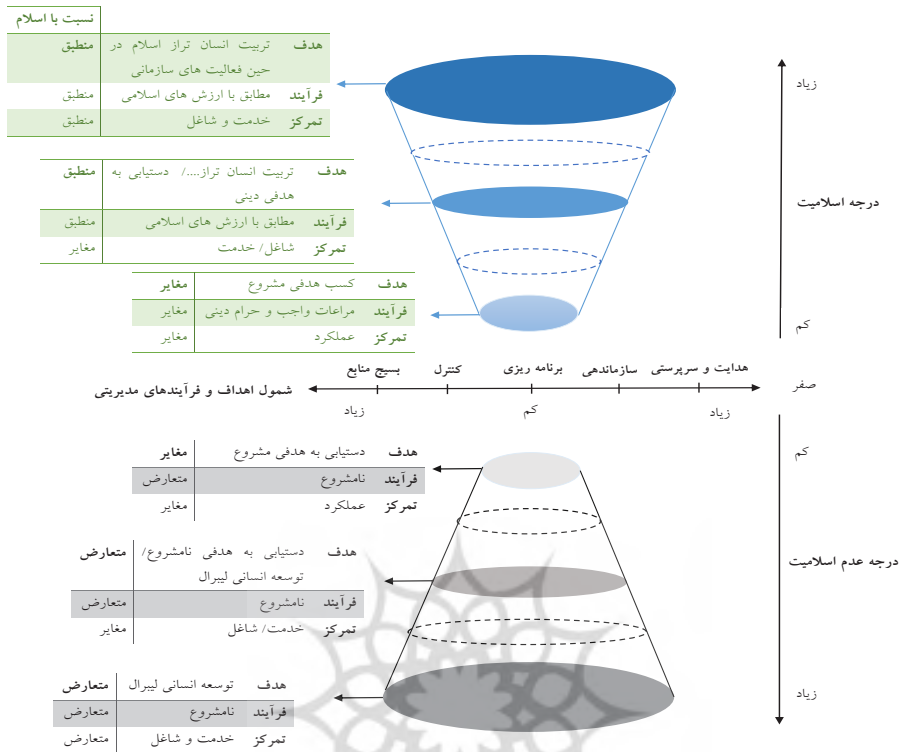 نسبت با اسلام
هدف تربیت انسان تراز اسلام در منطبق
حین فعالیت های سازمانی
فرآیند مطابق با ارزش های اسلامی منطبق
تمرکز خدمت و شاغل منطبق
هدف تربیت انسان تراز..../ دستیابی به منطبق
هدفی دینی
فرآیند مطابق با ارزش های اسلامی منطبق
تمرکز شاغل/ خدمت مغایر
هدف کسب هدفی مشروع مغایر
فرآیند مراعات واجب و حرام دینی مغایر
تمرکز عملکرد مغایر
زیاد
درجه اسلامیت
کم
صفر
هدایت و سرپرستی سازماندهی برنامه ریزی کنترل بسیج منابع
شمول اهداف و فرآیندهای مدیریتی
زیاد کم زیاد
کم
درجه عدم اسلامیت
زیاد
هدف دستیابی به هدفی مشروع مغایر
فرآیند نامشروع متعارض
تمرکز عملکرد مغایر
هدف دستیابی به هدفی نامشروع/ متعارض
توسعه انسانی لیبرال
فرآیند نامشروع متعارض
تمرکز خدمت/ شاغل مغایر
هدف توسعه انسانی لیبرال متعارض
فرآیند نامشروع متعارض
تمرکز خدمت و شاغل متعارض